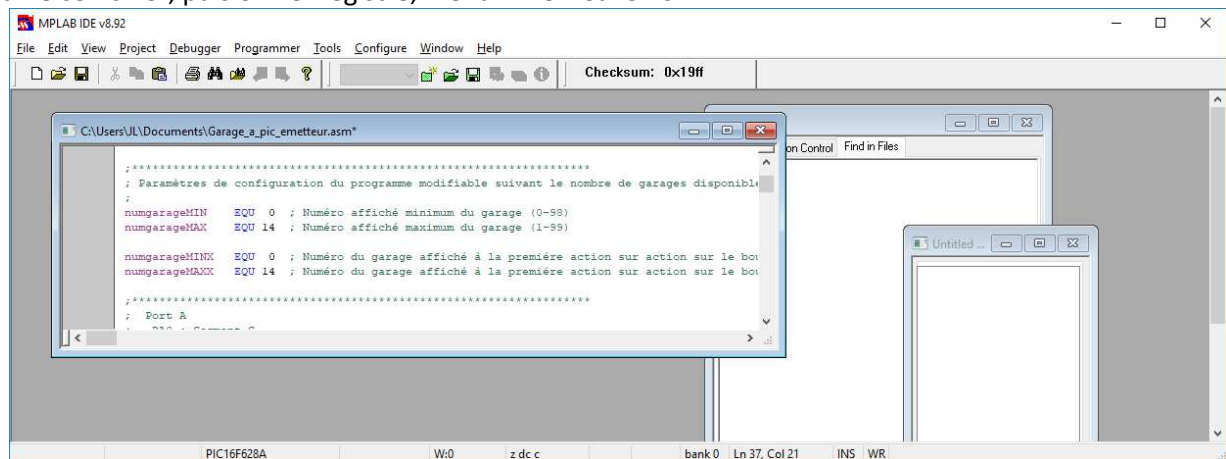 MPLAB IDE v8.92
File Edit View Project Debugger Programmer Tools Configure Window Help
Checksum: 0x19ff
C:\Users\JL\Documents\Garage_a_pic_emetteur.asm*
;******************************************************************
; Paramètres de configuration du programme modifiable suivant le nombre de garages disponible
;
numgarageMIN EQU 0 ; Numéro affiché minimum du garage (0-98)
numgarageMAX EQU 14 ; Numéro affiché maximum du garage (1-99)
numgarageMINX EQU 0 ; Numéro du garage affiché à la première action sur action sur le bou
numgarageMAXX EQU 14 ; Numéro du garage affiché à la première action sur action sur le bou
;******************************************************************
; Port A
on Control Find in Files
Untitled ...
PIC16F628A W:0 z dc c bank 0 Ln 37, Col 21 INS WR